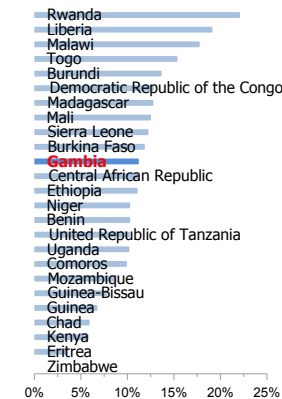 Rwanda
Liberia
Malawi
Togo
Burundi
Democratic Republic of the Congo
Madagascar
Mali
Sierra Leone
Burkina Faso
Gambia
Central African Republic
Ethiopia
Niger
Benin
United Republic of Tanzania
Uganda
Comoros
Mozambique
Guinea-Bissau
Guinea
Chad
Kenya
Eritrea
Zimbabwe
0% 5% 10% 15% 20% 25%